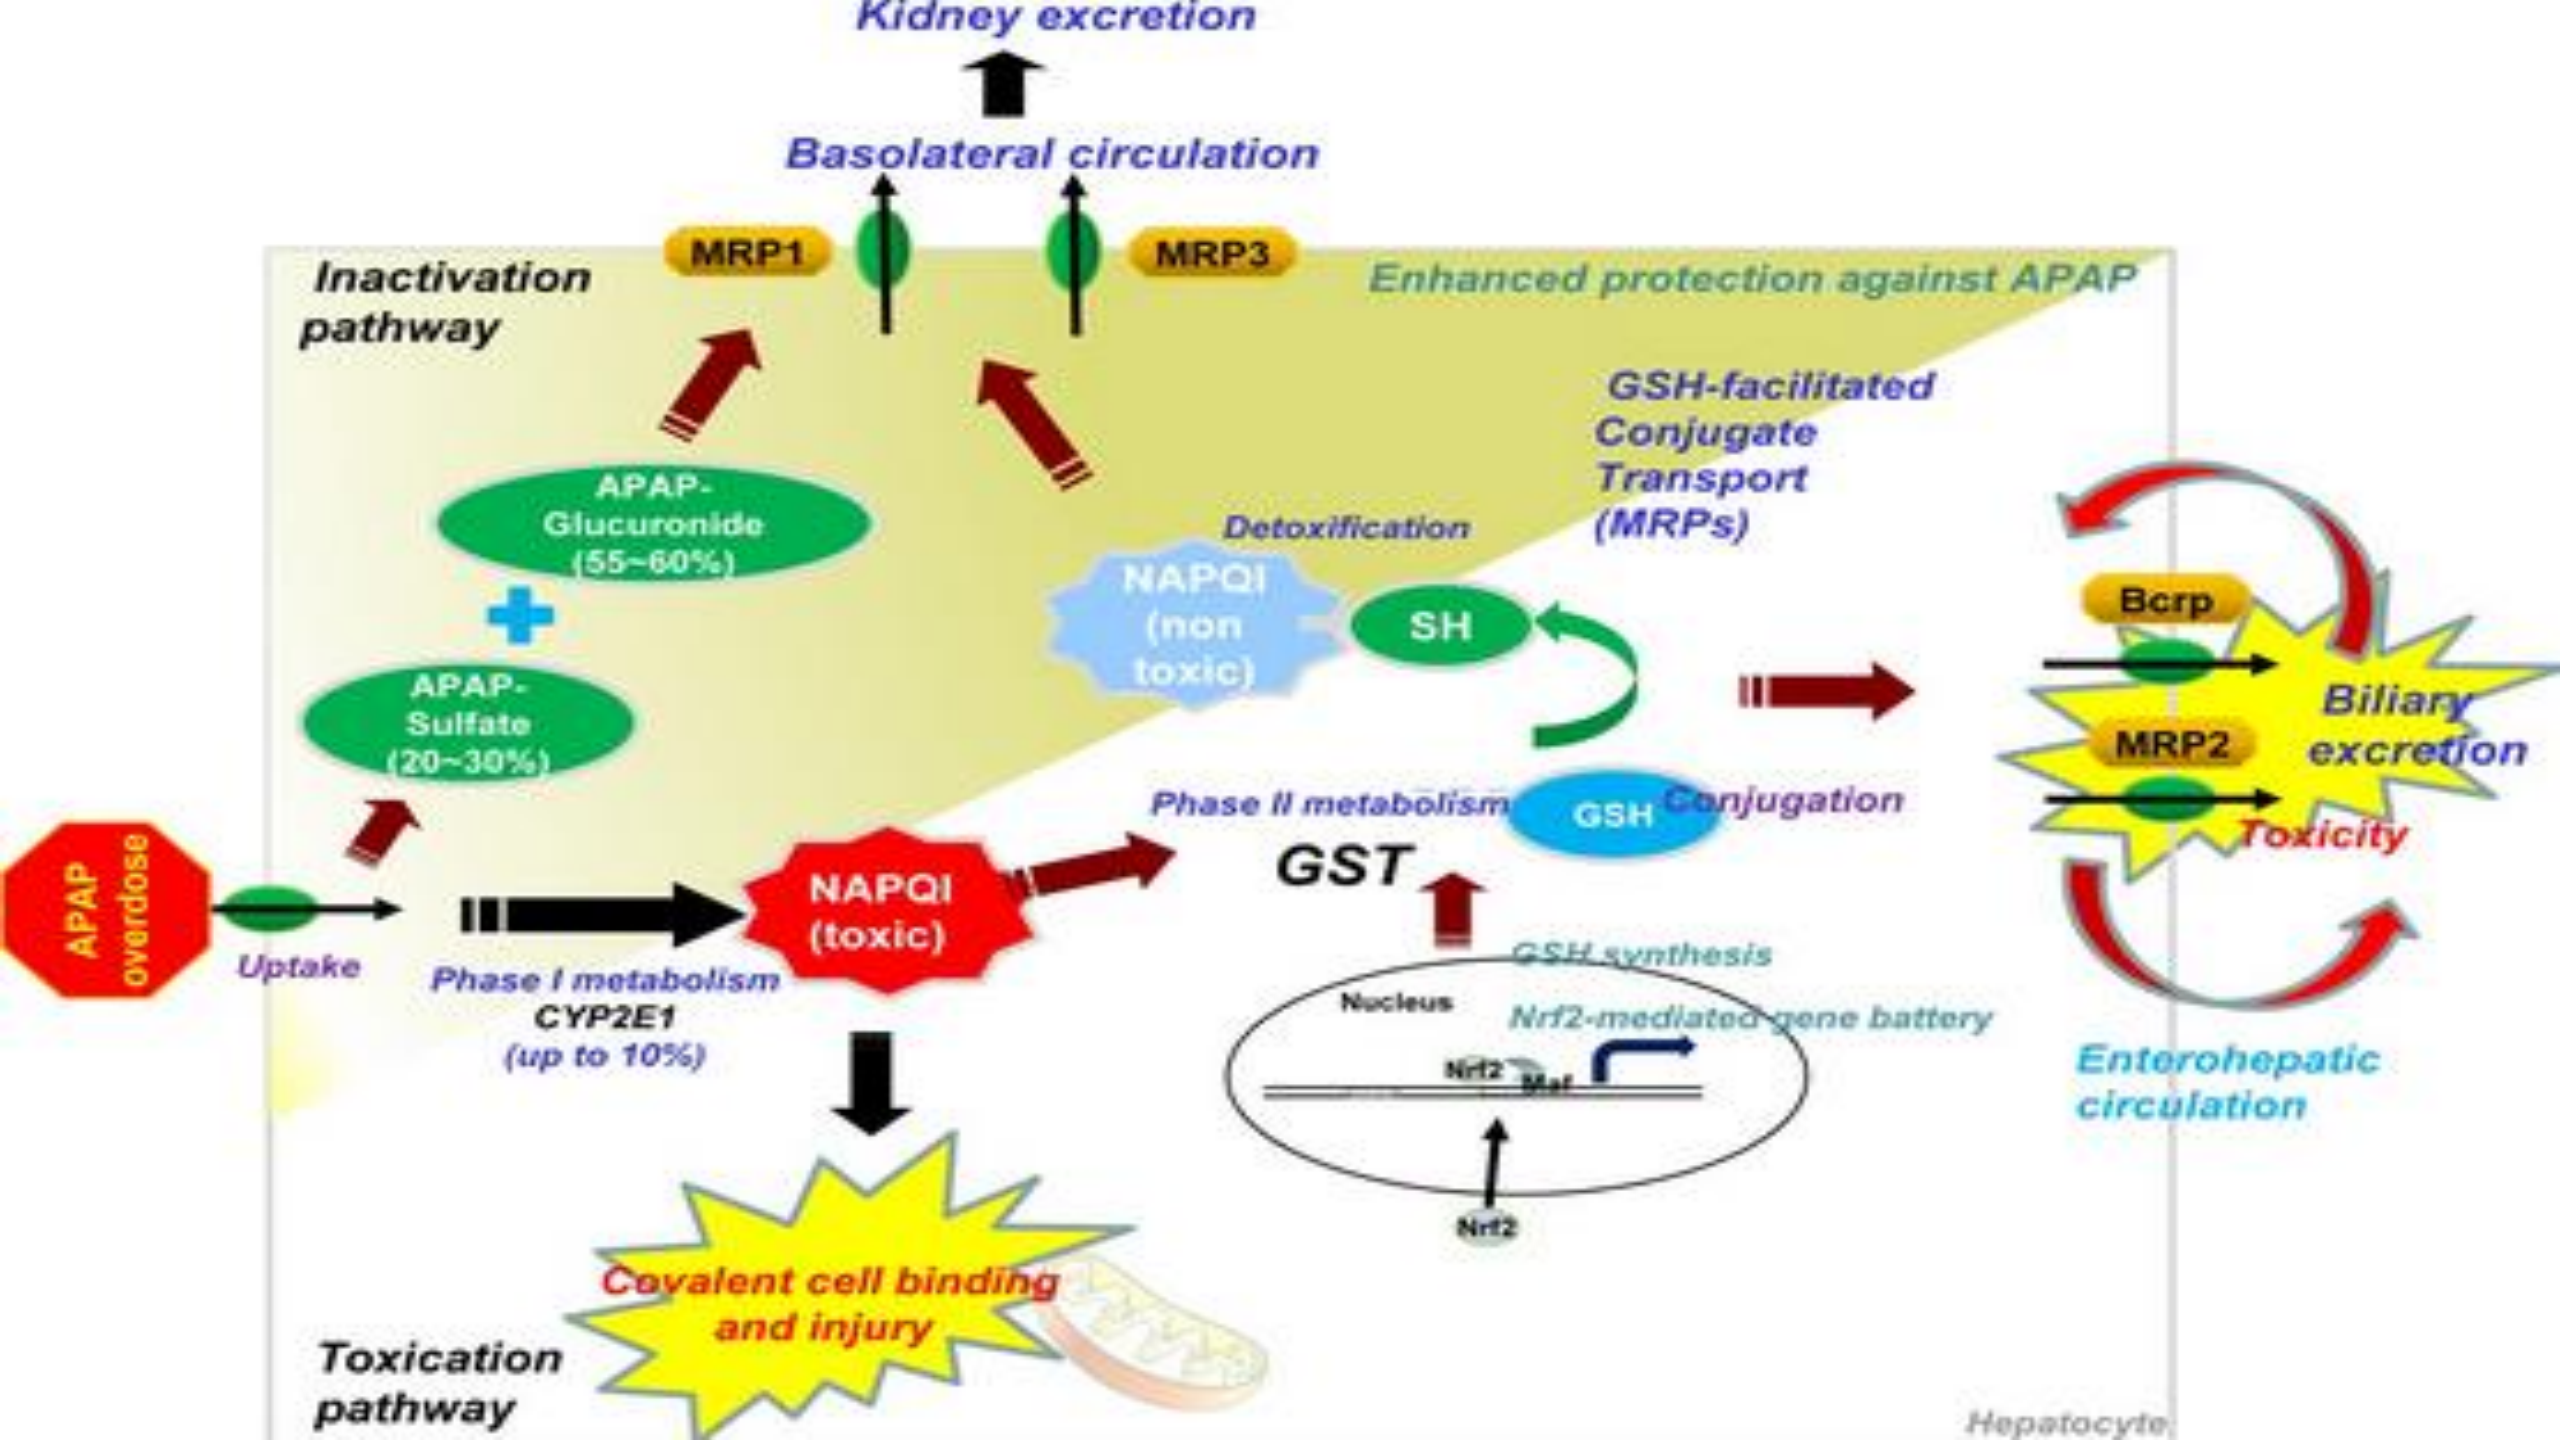 Kidney excretion
Basolateral circulation
MRP1
MRP3
Inactivation
pathway
Enhanced protection against APAP
GSH-facilitated
Conjugate
Transport
(MRPs)
APAP-
Glucuronide
(55~60%)
Detoxification
NAPQI
(non
toxic)
SH
Bcrp
APAP-
Sulfate
(20~30%)
Biliary
excretion
MRP2
Toxicity
Phase II metabolism
GSH
Conjugation
GST
APAP
overdose
Uptake
NAPQI
(toxic)
Phase I metabolism
CYP2E1
(up to 10%)
GSH synthesis
Nucleus
Nrf2-mediated gene battery
Nrf2
Maf
Nrf2
Enterohepatic
circulation
Covalent cell binding
and injury
Toxication
pathway
Hepatocyte